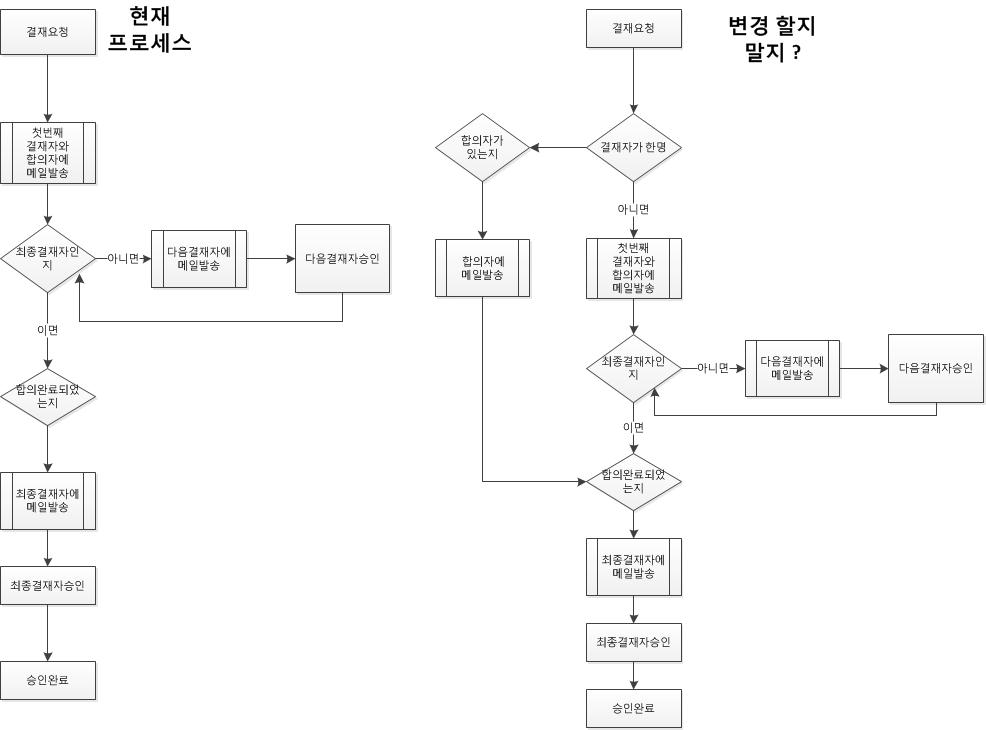 현재
프로세스
결재요청
첫번째
결재자와
합의자에
메일발송
최종결재자인
지
아니면
다음결재자에
메일발송
다음결재자승인
이면
합의완료되었
는지
최종결재자에
메일발송
최종결재자승인
승인완료
변경 할지
말지 ?
결재요청
결재자가 한명
합의자가
있는지
합의자에
메일발송
아니면
첫번째
결재자와
합의자에
메일발송
최종결재자인
지
아니면
다음결재자에
메일발송
다음결재자승인
이면
합의완료되었
는지
최종결재자에
메일발송
최종결재자승인
승인완료